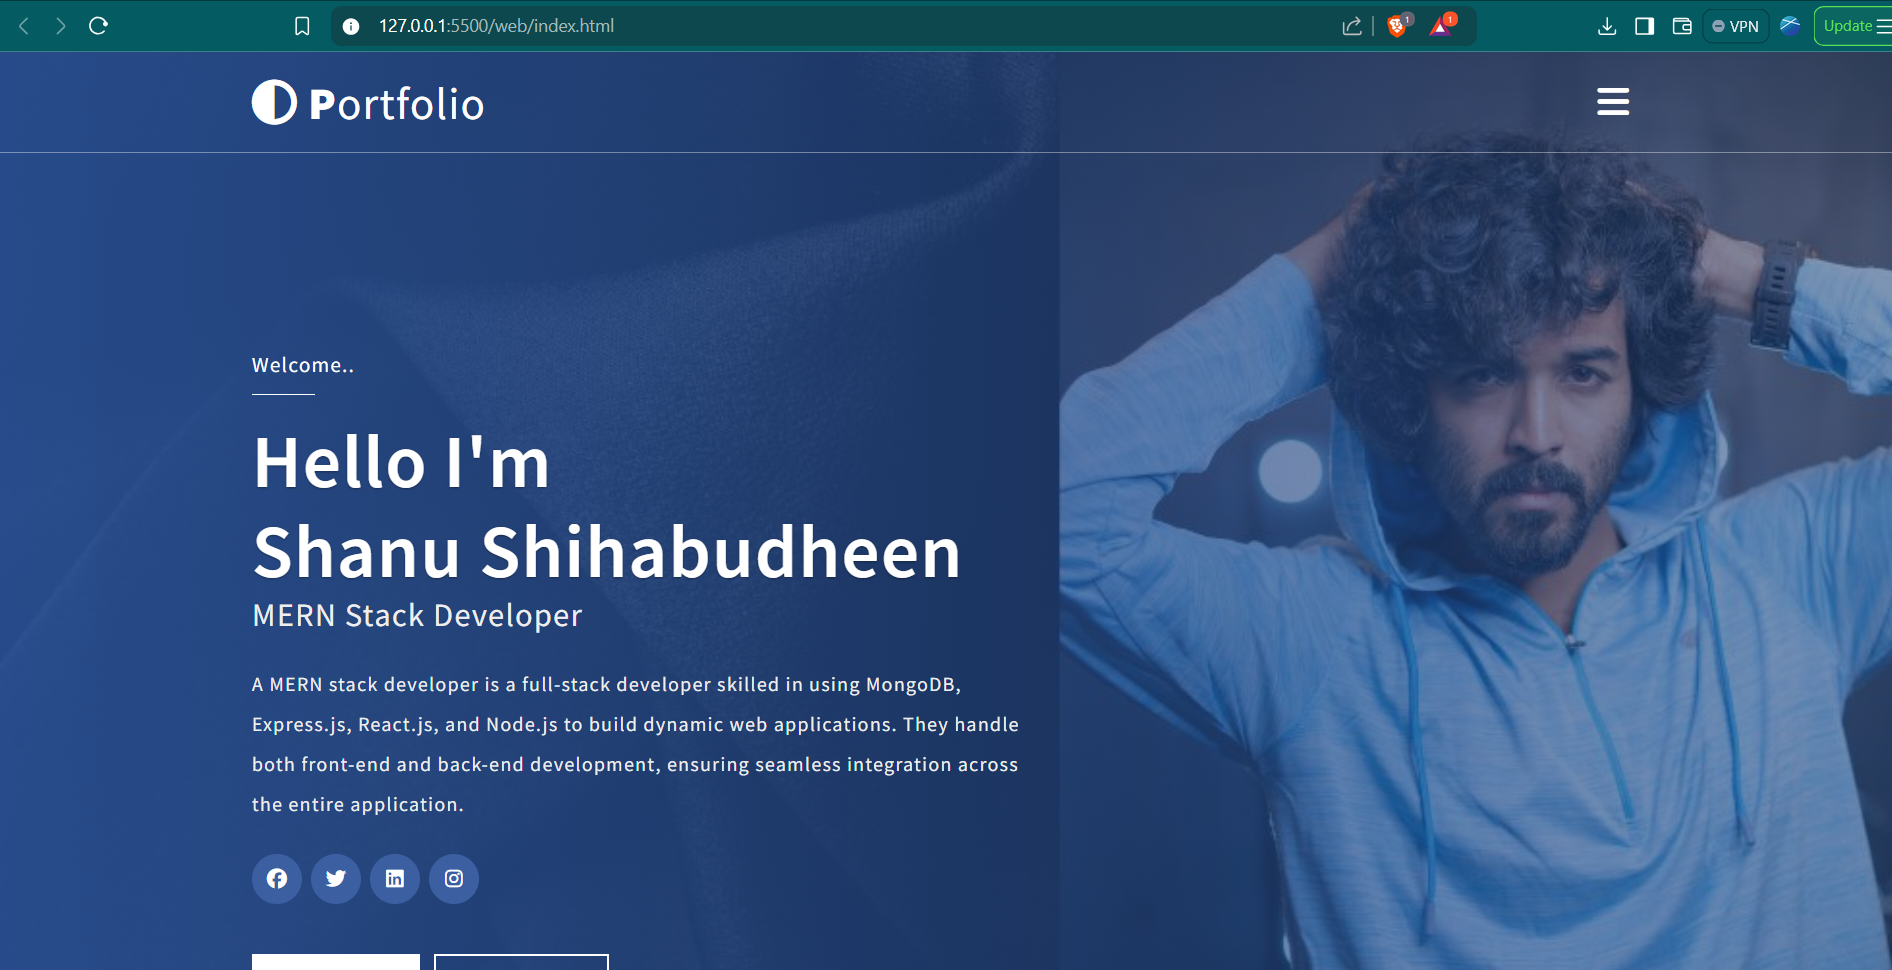 127.0.0.1:5500/web/index.html
1
1
VPN
Update
Portfolio
Welcome..
Hello I'm
Shanu Shihabudheen
MERN Stack Developer
A MERN stack developer is a full-stack developer skilled in using MongoDB,
Express.js, React.js, and Node.js to build dynamic web applications. They handle
both front-end and back-end development, ensuring seamless integration across
the entire application.